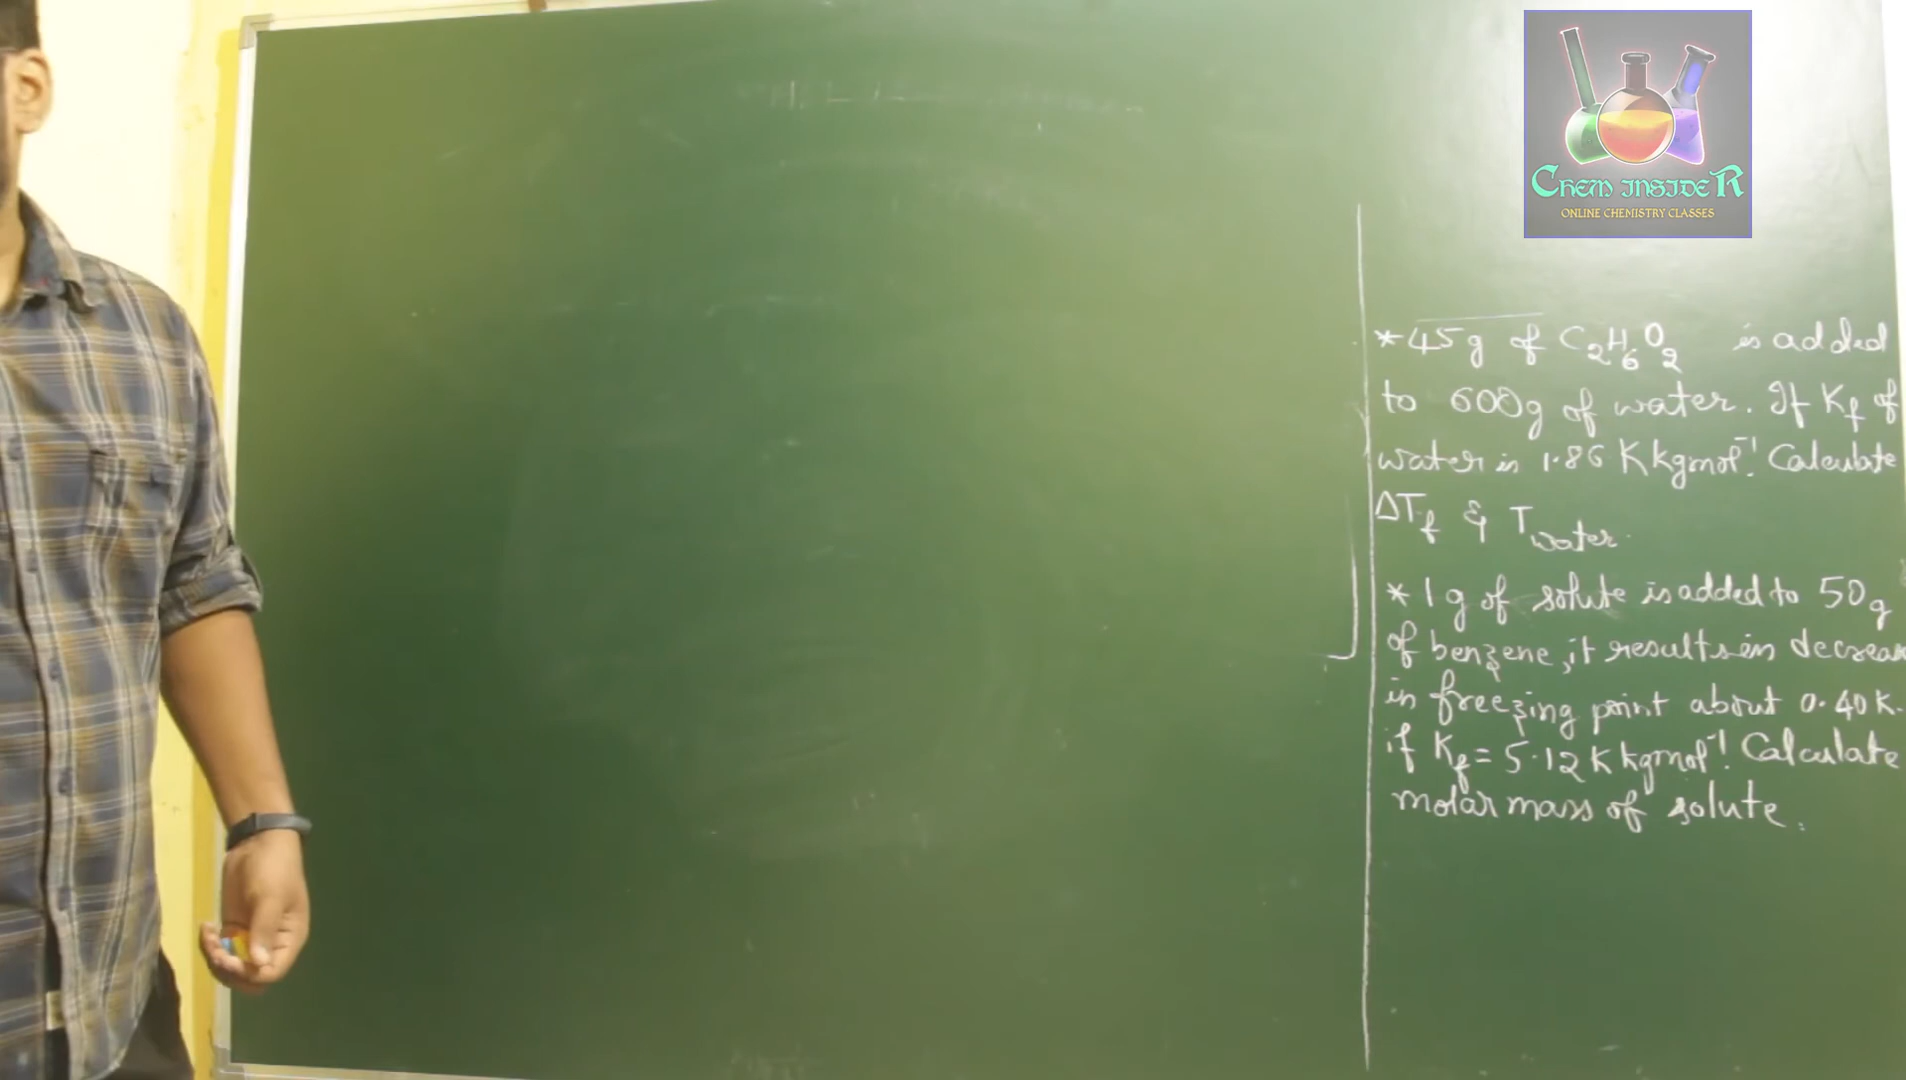 CHEM INSIDER
ONLINE CHEMISTRY CLASSES
* 45g of C₂H₆O₂ is added
to 600g of water. If Kf of
water is 1.86 K kgmol⁻¹. Calculate
ΔTf & Twater.
* 1g of solute is added to 50g
of benzene, it results in decreas
in freezing point about 0.40K.
if Kf = 5.12 K kgmol⁻¹. Calculate
molar mass of solute.